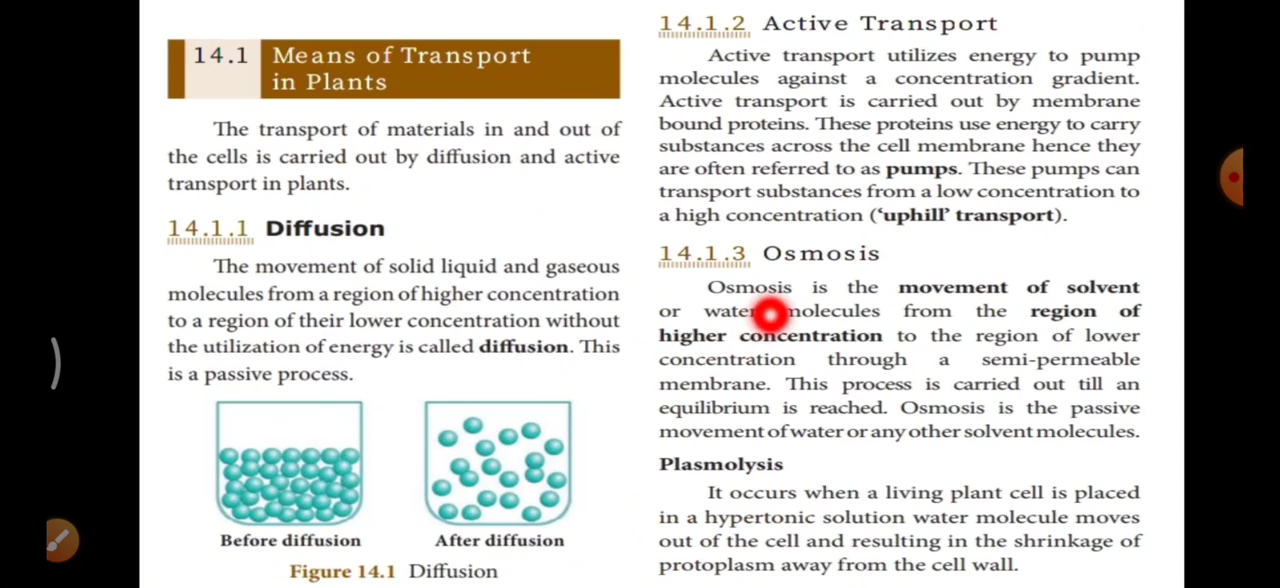 14.1 Means of Transport
in Plants
The transport of materials in and out of
the cells is carried out by diffusion and active
transport in plants.
14.1.1 Diffusion
The movement of solid liquid and gaseous
molecules from a region of higher concentration
to a region of their lower concentration without
the utilization of energy is called diffusion. This
is a passive process.
Before diffusion
After diffusion
Figure 14.1 Diffusion
14.1.2 Active Transport
Active transport utilizes energy to pump
molecules against a concentration gradient.
Active transport is carried out by membrane
bound proteins. These proteins use energy to carry
substances across the cell membrane hence they
are often referred to as pumps. These pumps can
transport substances from a low concentration to
a high concentration (‘uphill’ transport).
14.1.3 Osmosis
Osmosis is the movement of solvent
or water molecules from the region of
higher concentration to the region of lower
concentration through a semi-permeable
membrane. This process is carried out till an
equilibrium is reached. Osmosis is the passive
movement of water or any other solvent molecules.
Plasmolysis
It occurs when a living plant cell is placed
in a hypertonic solution water molecule moves
out of the cell and resulting in the shrinkage of
protoplasm away from the cell wall.